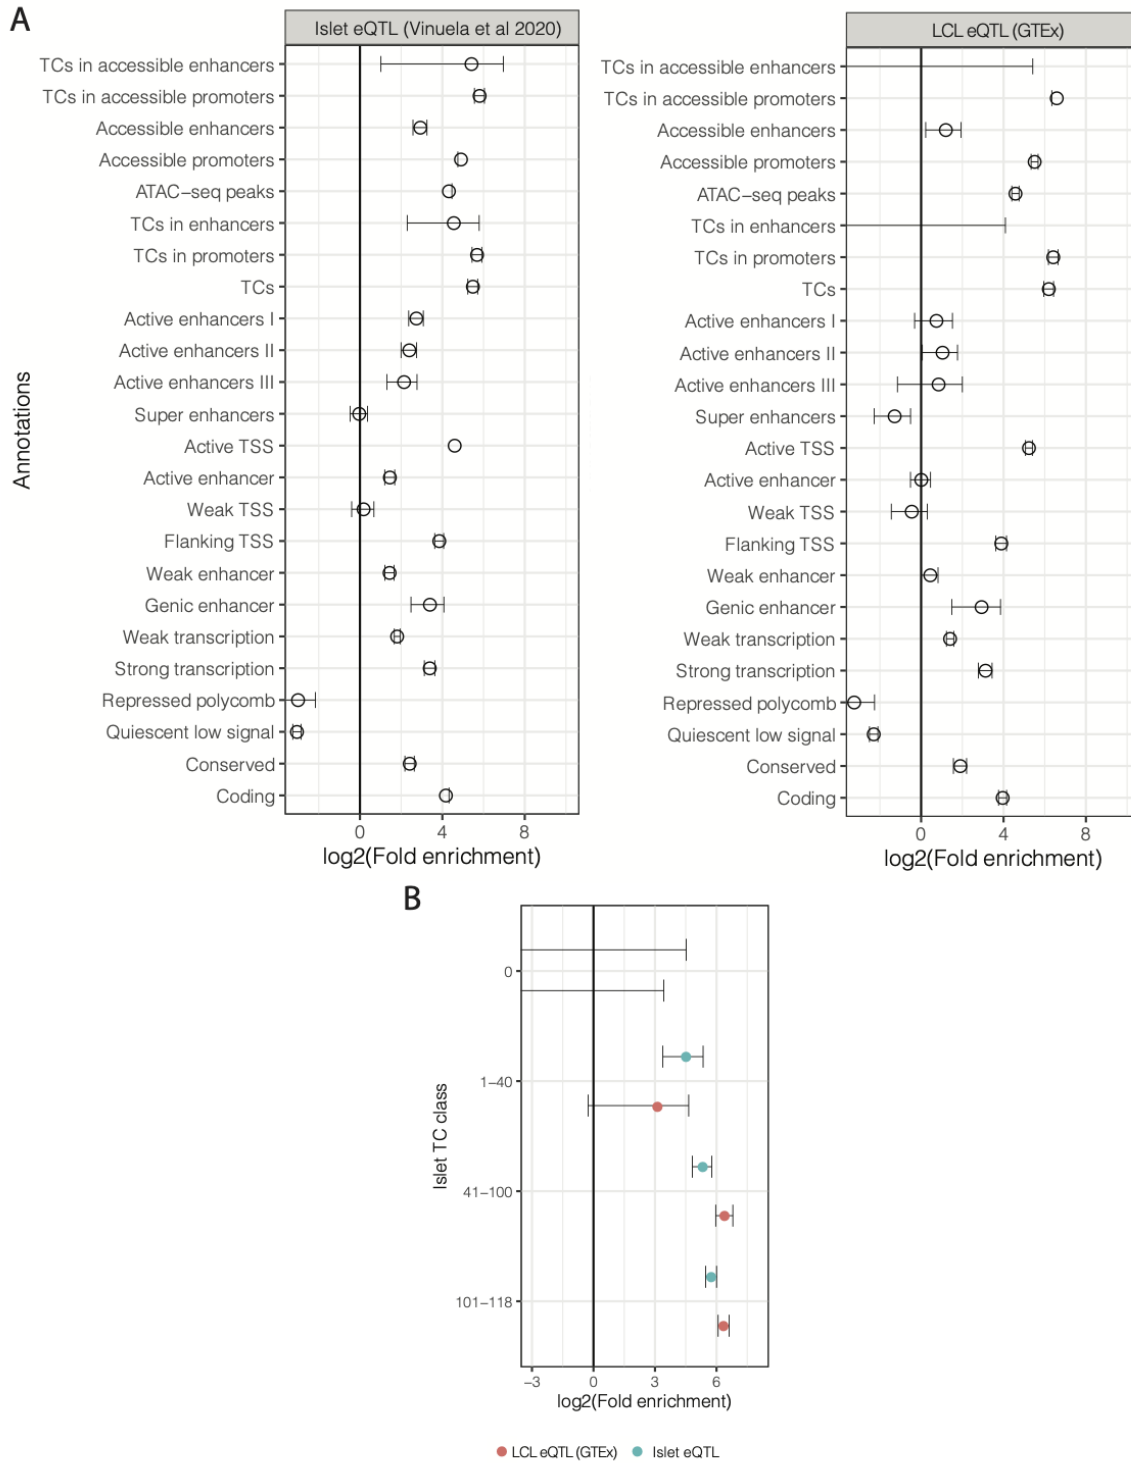 A
Islet eQTL (Vinuela et al 2020)
TCs in accessible enhancers
TCs in accessible promoters
Accessible enhancers
Accessible promoters
ATAC−seq peaks
TCs in enhancers
TCs in promoters
TCs
Active enhancers I
Active enhancers II
Active enhancers III
Super enhancers
Active TSS
Active enhancer
Weak TSS
Flanking TSS
Weak enhancer
Genic enhancer
Weak transcription
Strong transcription
Repressed polycomb
Quiescent low signal
Conserved
Coding
Annotations
0 4 8
log2(Fold enrichment)
LCL eQTL (GTEx)
TCs in accessible enhancers
TCs in accessible promoters
Accessible enhancers
Accessible promoters
ATAC−seq peaks
TCs in enhancers
TCs in promoters
TCs
Active enhancers I
Active enhancers II
Active enhancers III
Super enhancers
Active TSS
Active enhancer
Weak TSS
Flanking TSS
Weak enhancer
Genic enhancer
Weak transcription
Strong transcription
Repressed polycomb
Quiescent low signal
Conserved
Coding
0 4 8
log2(Fold enrichment)
B
0
1−40
41−100
101−118
Islet TC class
−3 0 3 6
log2(Fold enrichment)
LCL eQTL (GTEx) Islet eQTL